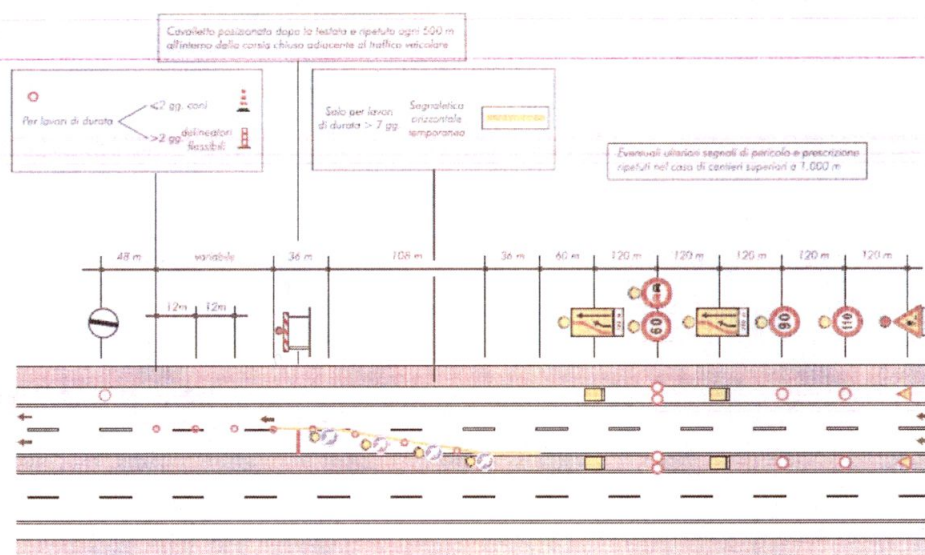 Cavalletto posizionato dopo la testata e ripetuto ogni 500 m
all'interno della corsia chiusa adiacente al traffico veicolare
Per lavori di durata
<2 gg. coni
>2 gg. delineatori
flessibili
Solo per lavori
di durata > 7 gg.
Segnaletica
orizzontale
temporanea
Eventuali ulteriori segnali di pericolo e prescrizione
ripetuti nel caso di cantieri superiori a 1.000 m
48 m variabile 36 m 108 m 36 m 60 m 120 m 120 m 120 m 120 m 120 m
12m 12m
60
90
110